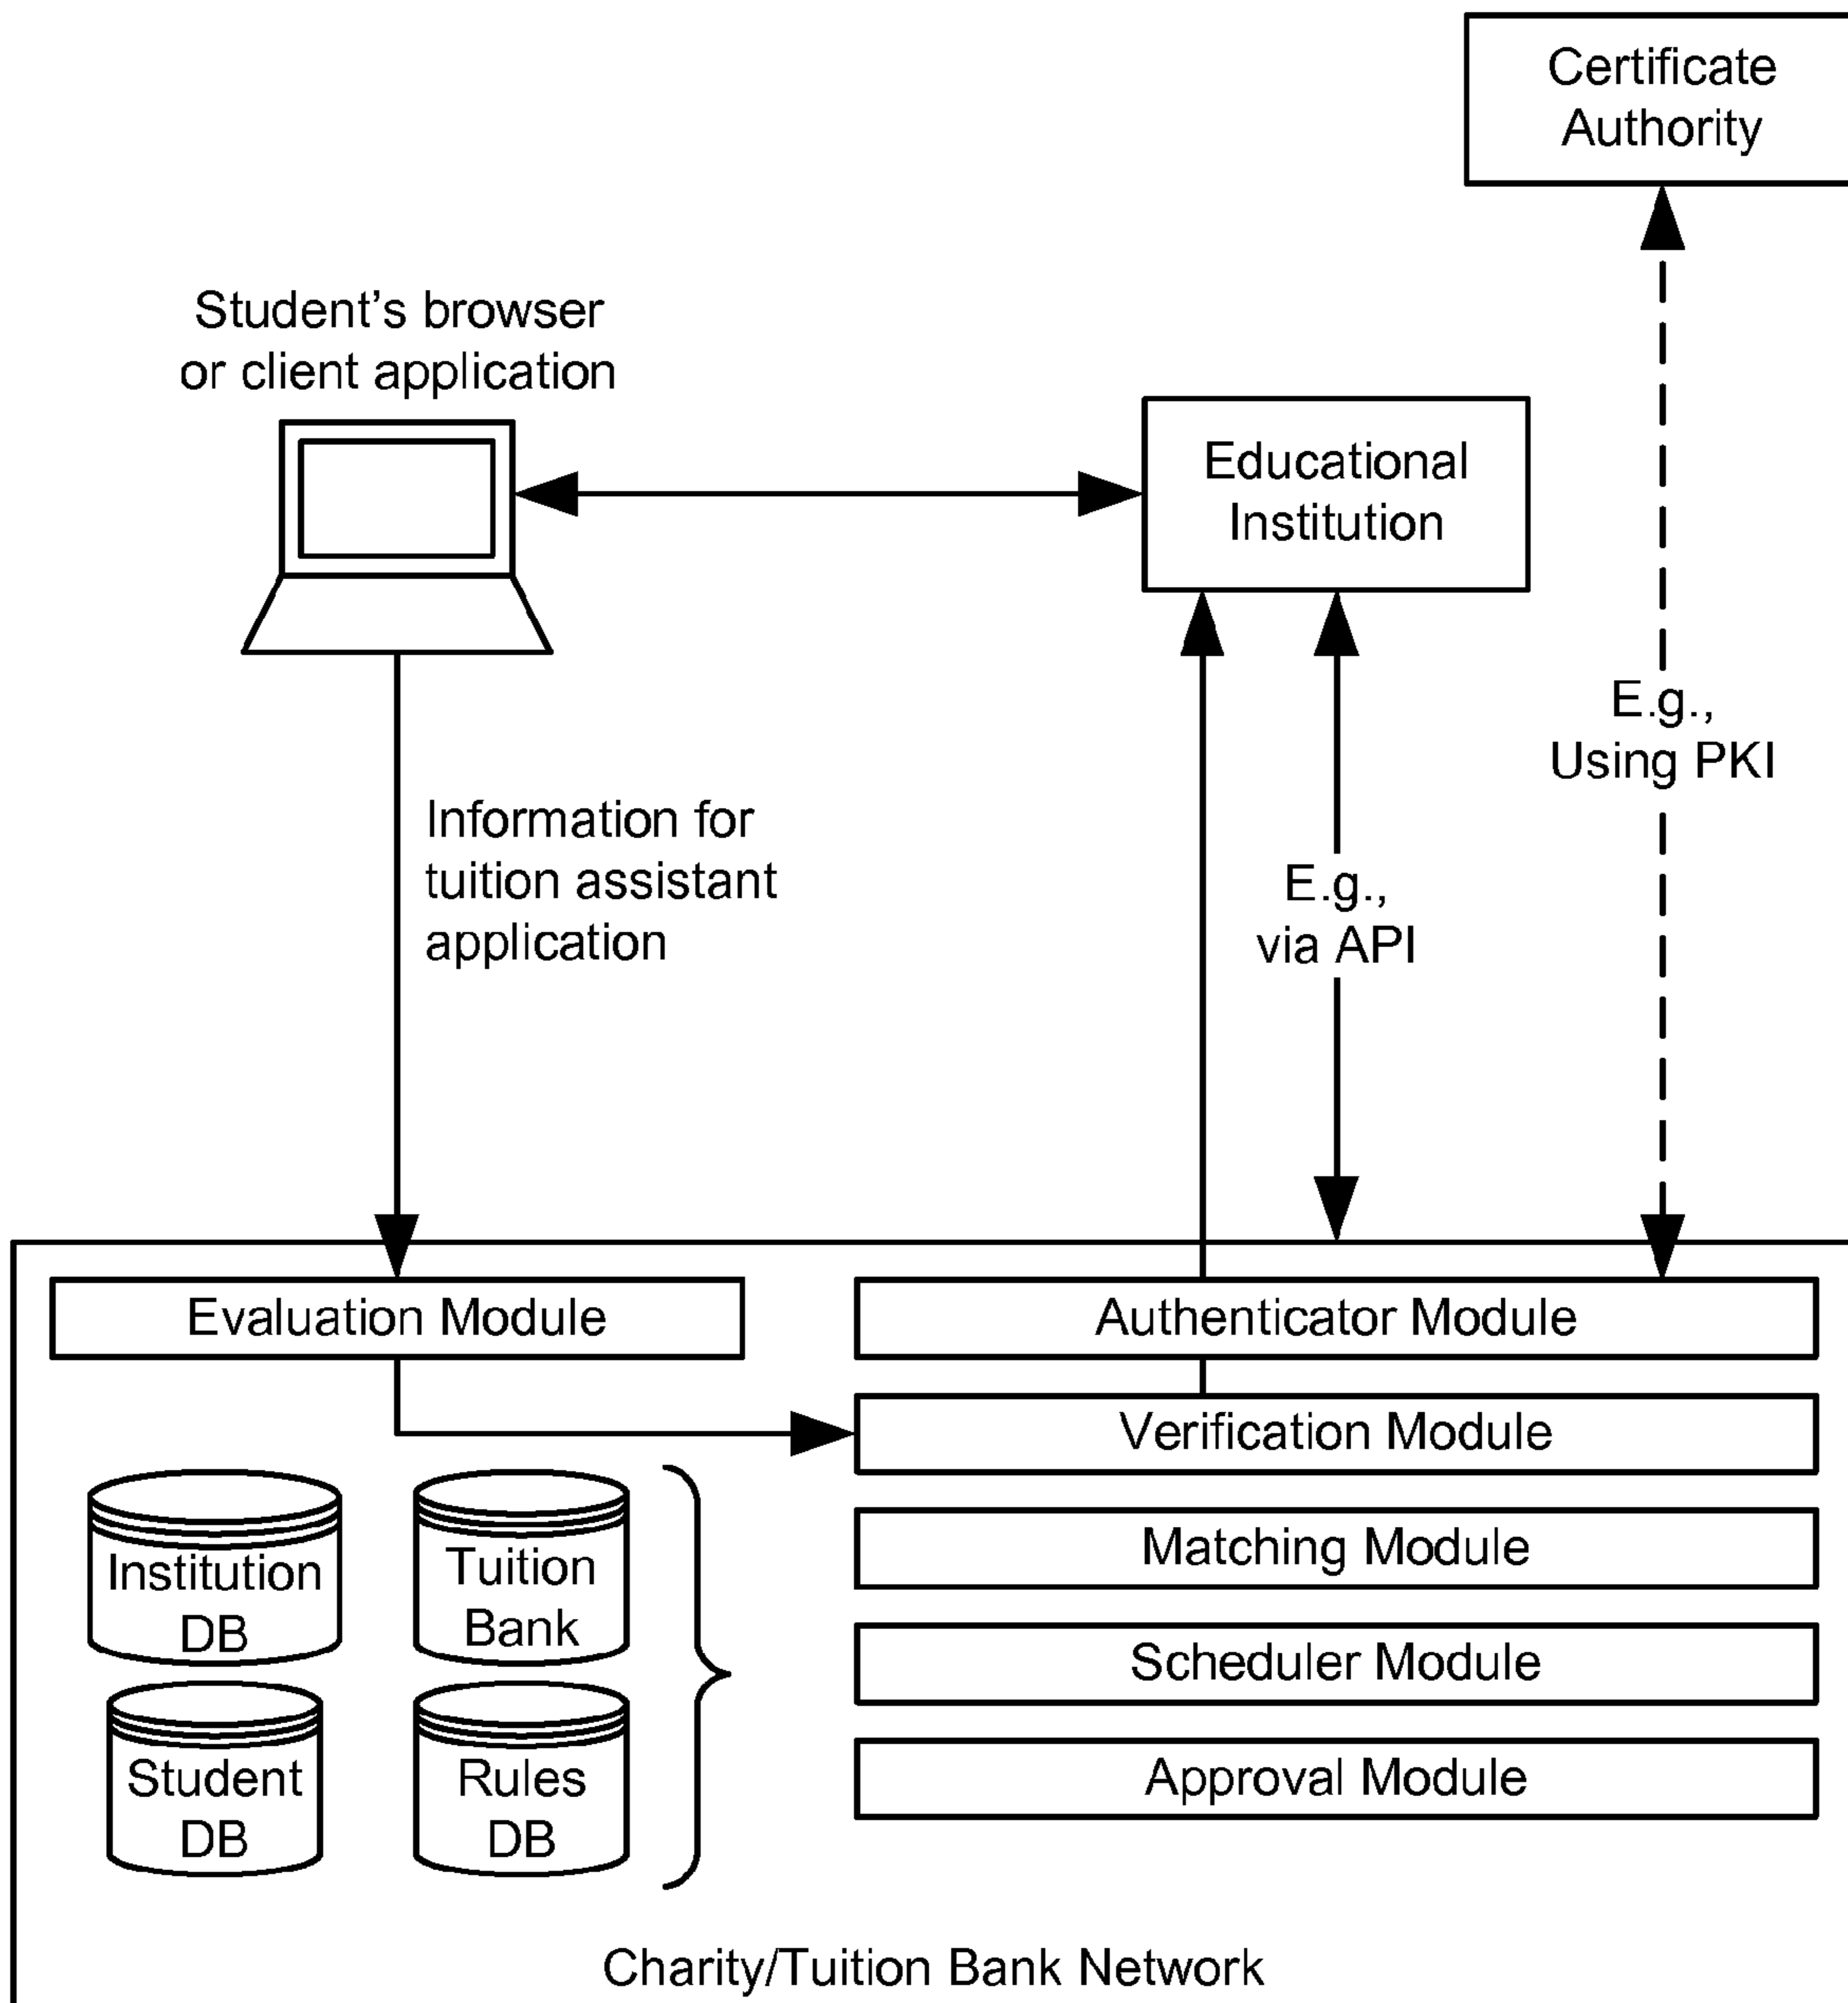 Certificate
Authority
Student's browser
or client application
Educational
Institution
E.g.,
Using PKI
Information for
tuition assistant
application
E.g.,
via API
Evaluation Module
Authenticator Module
Verification Module
Institution
DB
Tuition
Bank
Matching Module
Scheduler Module
Student
DB
Rules
DB
Approval Module
Charity/Tuition Bank Network